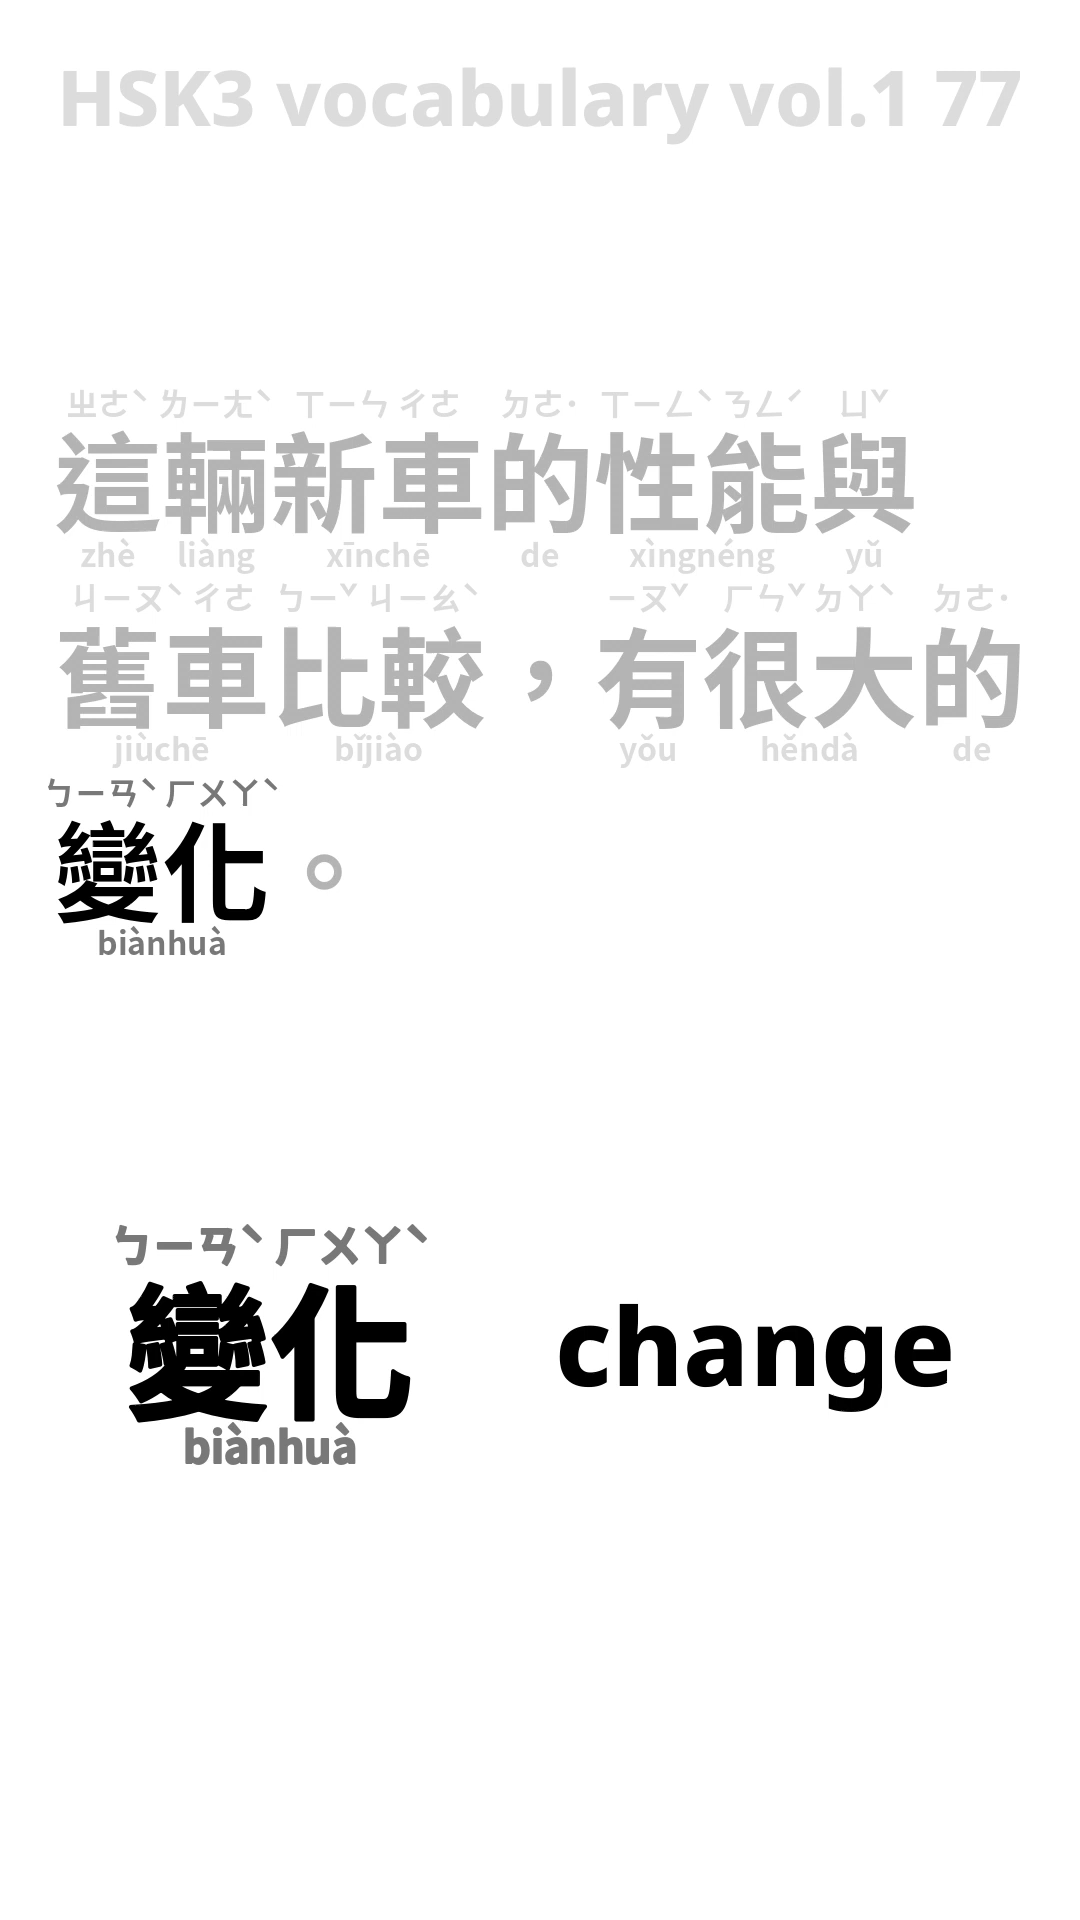 HSK3 vocabulary vol.1 77
ㄓㄜˋ ㄌㄧㄤˋ ㄒㄧㄣ ㄔㄜ ㄉㄜ˙ ㄒㄧㄥˋ ㄋㄥˊ ㄩˇ
這輛新車的性能與
zhè liàng xīnchē de xìngnéng yǔ
ㄐㄧㄡˋ ㄔㄜ ㄅㄧˇ ㄐㄧㄠˋ ㄧㄡˇ ㄏㄣˇ ㄉㄚˋ ㄉㄜ˙
舊車比較，有很大的
jiùchē bǐjiào yǒu hěndà de
ㄅㄧㄢˋ ㄏㄨㄚˋ
變化。
biànhuà
ㄅㄧㄢˋ ㄏㄨㄚˋ
變化 change
biànhuà